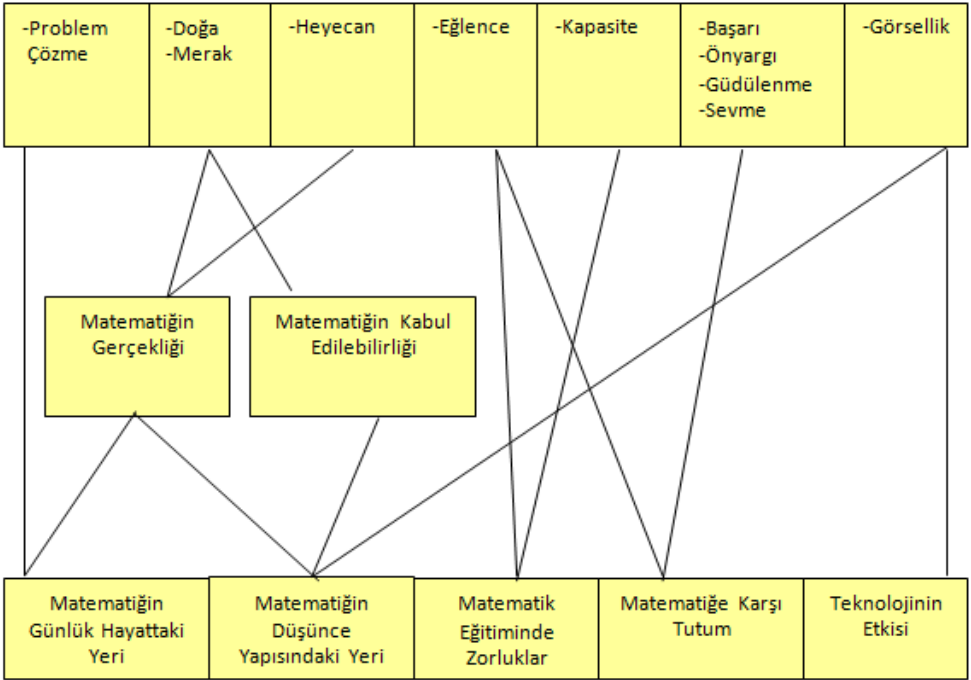 -Problem
Çözme
-Doğa
-Merak
-Heyecan
-Eğlence
-Kapasite
-Başarı
-Önyargı
-Güdülenme
-Sevme
-Görsellik
Matematiğin
Gerçekliği
Matematiğin Kabul
Edilebilirliği
Matematiğin
Günlük Hayattaki
Yeri
Matematiğin
Düşünce
Yapısındaki Yeri
Matematik
Eğitiminde
Zorluklar
Matematiğe Karşı
Tutum
Teknolojinin
Etkisi